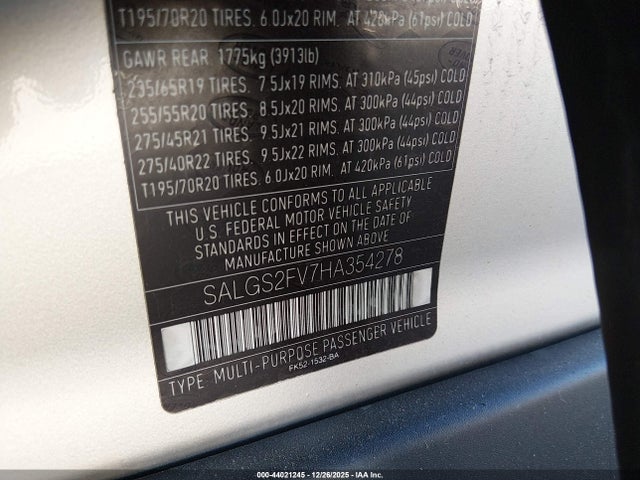 T195/70R20 TIRES. 6.0Jx20 RIM, AT 420kPa (61psi) COLD
GAWR REAR. 1775kg (3913lb)
235/65R19 TIRES. 7.5Jx19 RIMS. AT 310kPa (45psi) COLD
255/55R20 TIRES. 8.5Jx20 RIMS. AT 300kPa (44psi) COLD
275/45R21 TIRES. 9.5Jx21 RIMS. AT 300kPa (44psi) COLD
275/40R22 TIRES. 9.5Jx22 RIMS. AT 300kPa (44psi) COLD
T195/70R20 TIRES. 6.0Jx20 RIM. AT 420kPa (61psi) COLD
THIS VEHICLE CONFORMS TO ALL APPLICABLE
U.S. FEDERAL MOTOR VEHICLE SAFETY
STANDARDS IN EFFECT ON THE DATE OF
MANUFACTURE SHOWN ABOVE
SALGS2FV7HA354278
TYPE MULTI-PURPOSE PASSENGER VEHICLE
FK52-1532-BA
000-44021245 - 12/26/2025 - IAA Inc.